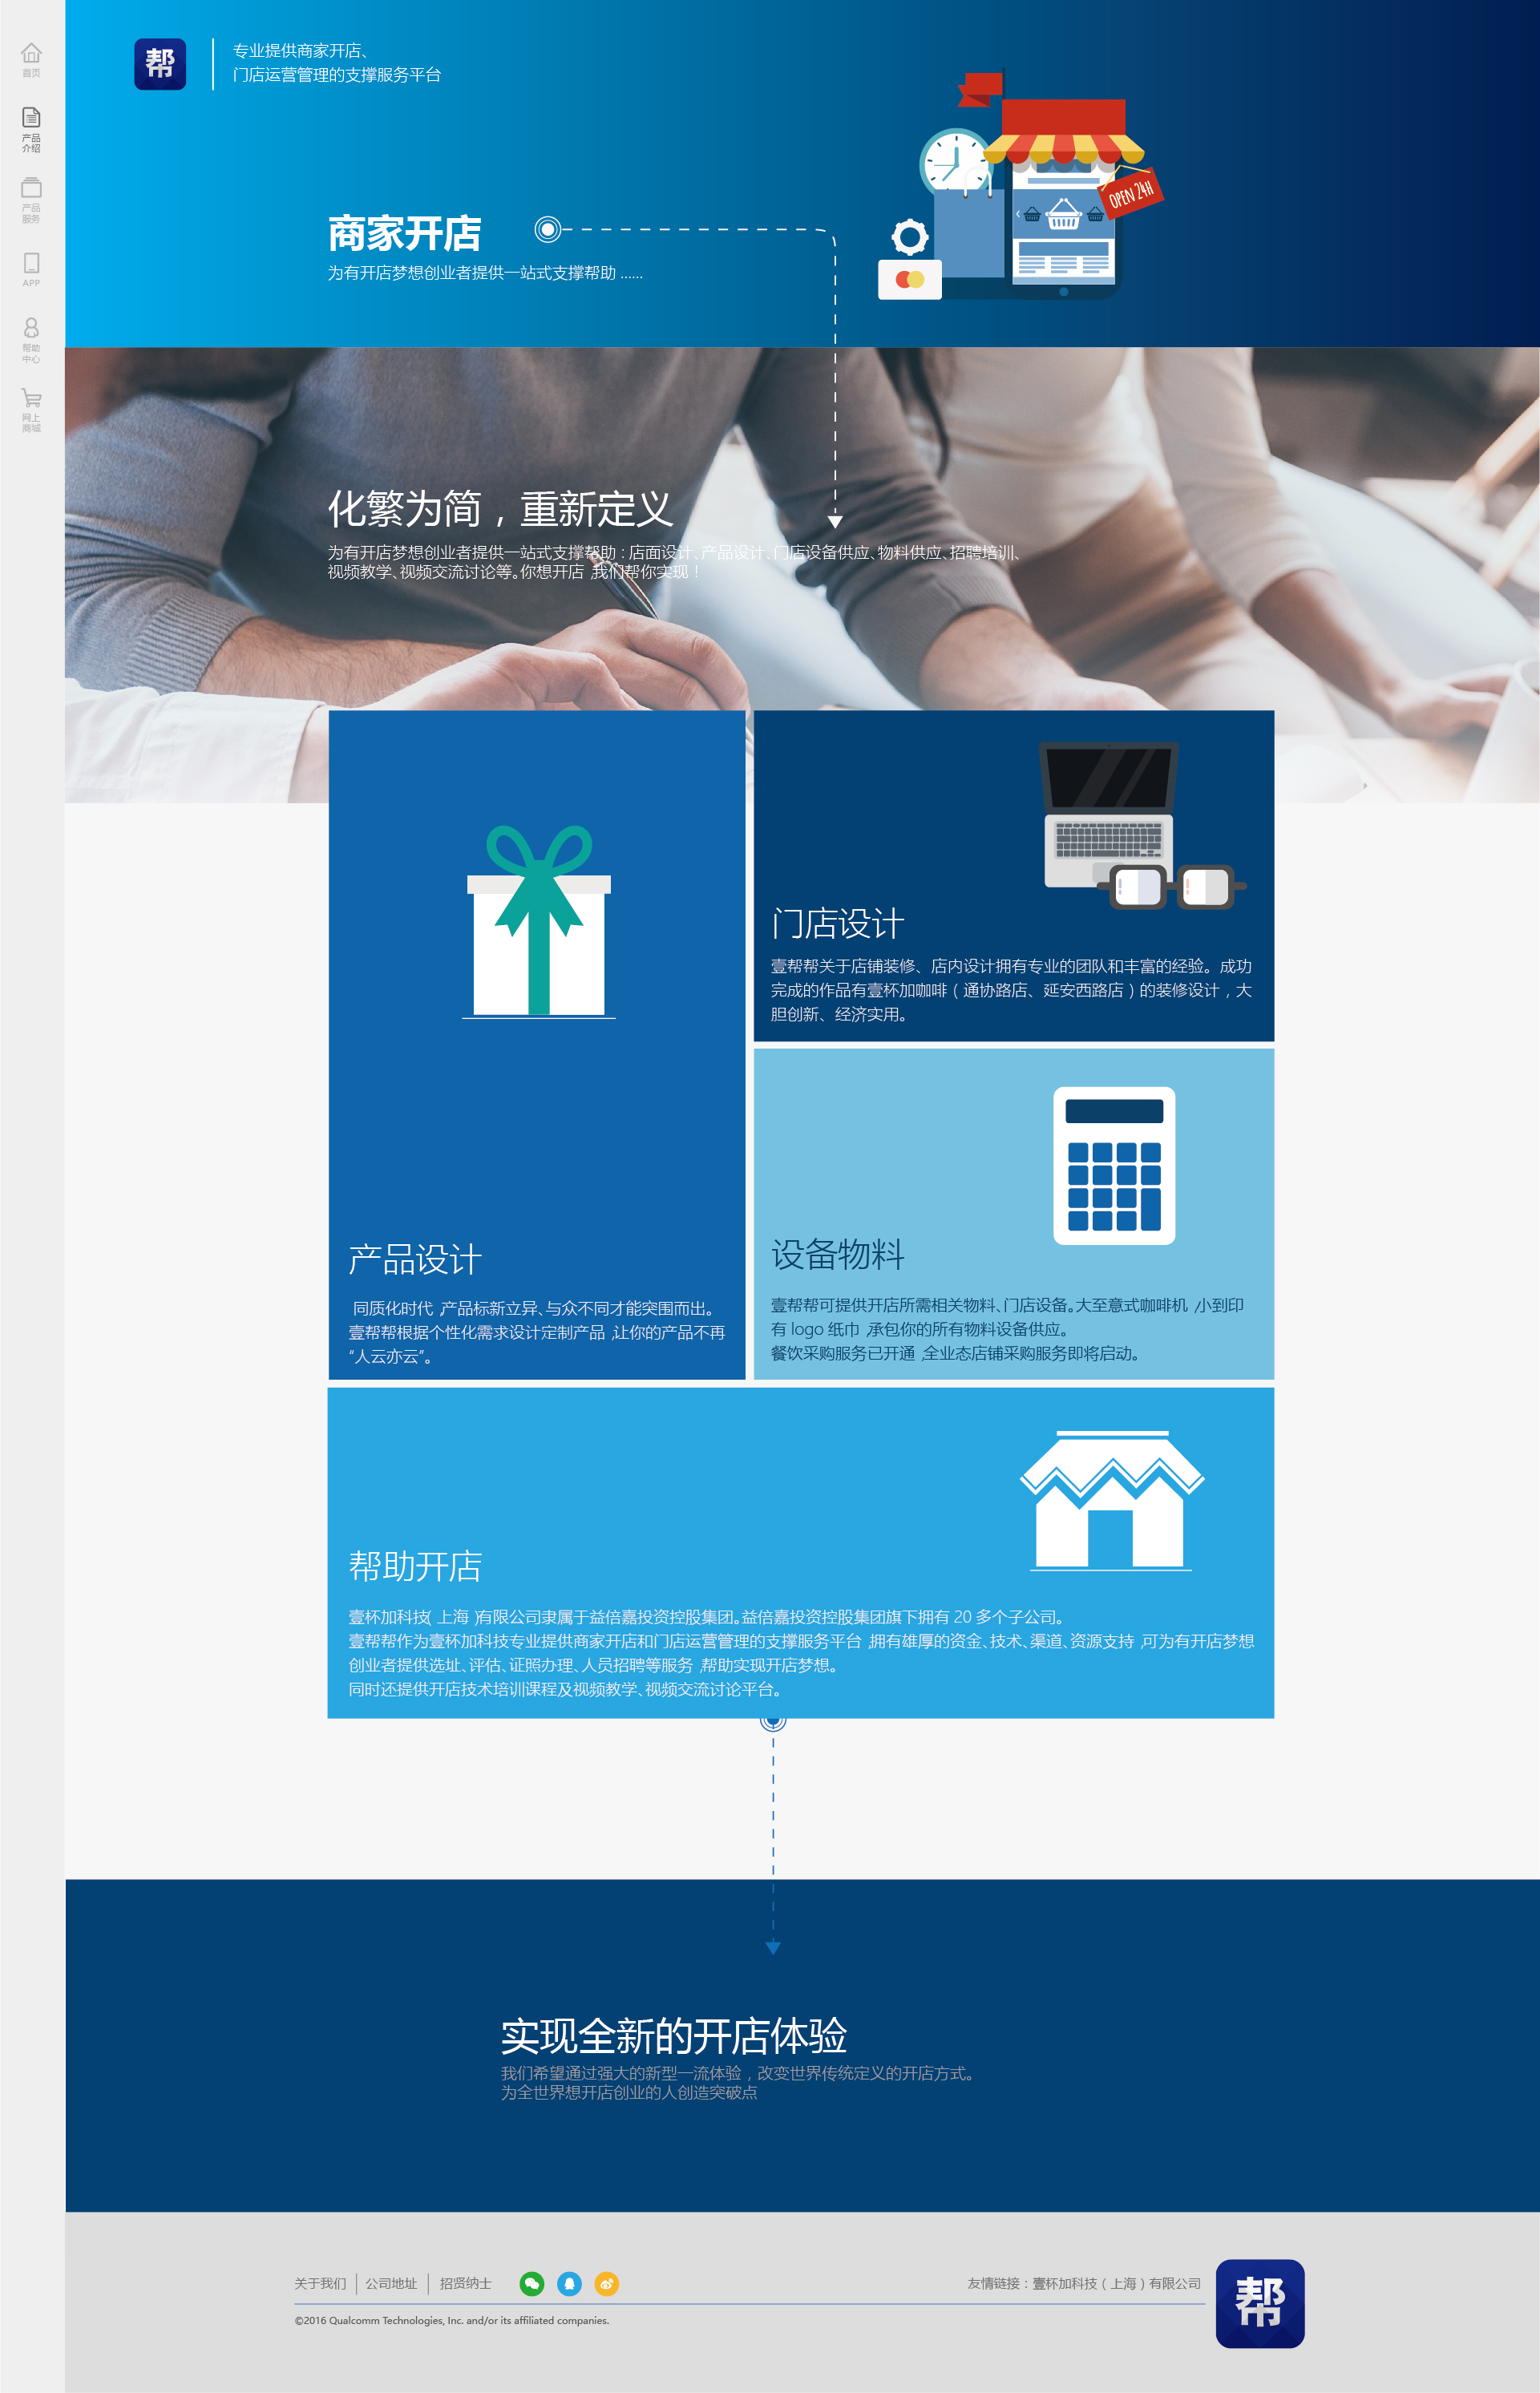 首页
产品
介绍
产品
服务
APP
帮助
中心
网上
商城
帮
专业提供商家开店、
门店运营管理的支撑服务平台
OPEN 24H
商家开店
为有开店梦想创业者提供一站式支撑帮助 ......
化繁为简，重新定义
为有开店梦想创业者提供一站式支撑帮助：店面设计、产品设计、门店设备供应、物料供应、招聘培训、
视频教学、视频交流讨论等。你想开店，我们帮你实现！
门店设计
壹帮帮关于店铺装修、店内设计拥有专业的团队和丰富的经验。成功
完成的作品有壹杯加咖啡（通协路店、延安西路店）的装修设计，大
胆创新、经济实用。
产品设计
同质化时代，产品标新立异、与众不同才能突围而出。
壹帮帮根据个性化需求设计定制产品，让你的产品不再
“人云亦云”。
设备物料
壹帮帮可提供开店所需相关物料、门店设备。大至意式咖啡机，小到印
有 logo 纸巾，承包你的所有物料设备供应。
餐饮采购服务已开通，全业态店铺采购服务即将启动。
帮助开店
壹杯加科技（上海）有限公司隶属于益倍嘉投资控股集团。益倍嘉投资控股集团旗下拥有 20 多个子公司。
壹帮帮作为壹杯加科技专业提供商家开店和门店运营管理的支撑服务平台，拥有雄厚的资金、技术、渠道、资源支持，可为有开店梦想
创业者提供选址、评估、证照办理、人员招聘等服务，帮助实现开店梦想。
同时还提供开店技术培训课程及视频教学、视频交流讨论平台。
实现全新的开店体验
我们希望通过强大的新型一流体验，改变世界传统定义的开店方式。
为全世界想开店创业的人创造突破点
关于我们 | 公司地址 | 招贤纳士
友情链接：壹杯加科技（上海）有限公司
©2016 Qualcomm Technologies, Inc. and/or its affiliated companies.
帮